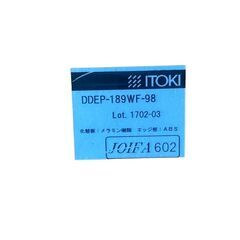 ITOKI
DDEP-189WF-98
Lot. 1702-03
化粧板：メラミン樹脂 エッジ部：ABS
JOIFA 602